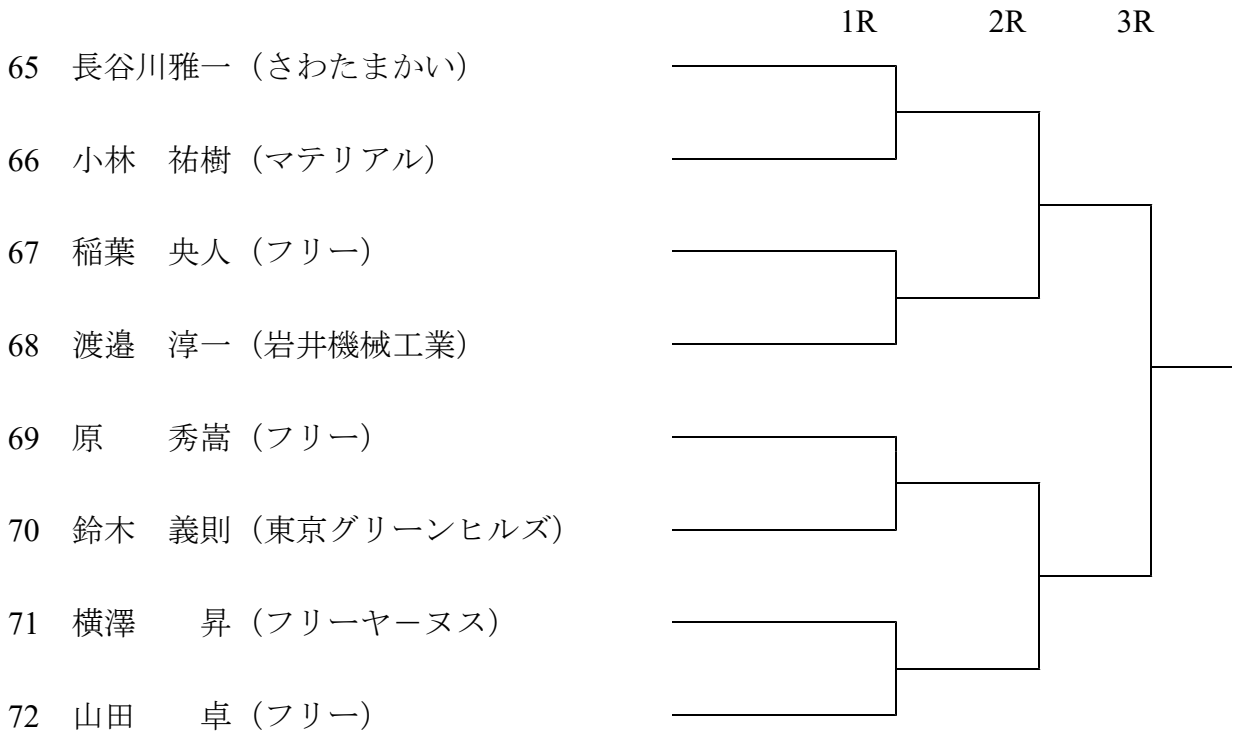 1R 2R 3R
65 長谷川雅一（さわたまかい）
66 小林　祐樹（マテリアル）
67 稲葉　央人（フリー）
68 渡邉　淳一（岩井機械工業）
69 原　　秀嵩（フリー）
70 鈴木　義則（東京グリーンヒルズ）
71 横澤　　昇（フリーヤ－ヌス）
72 山田　　卓（フリー）